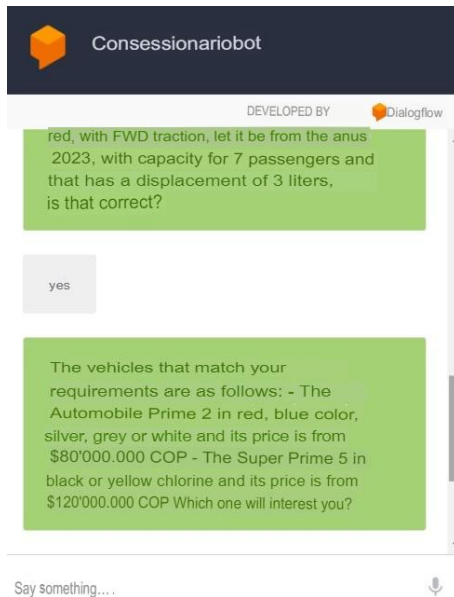 Consessionariobot
DEVELOPED BY Dialogflow
red, with FWD traction, let it be from the anus
2023, with capacity for 7 passengers and
that has a displacement of 3 liters,
is that correct?
yes
The vehicles that match your
requirements are as follows: - The
Automobile Prime 2 in red, blue color,
silver, grey or white and its price is from
$80'000.000 COP - The Super Prime 5 in
black or yellow chlorine and its price is from
$120'000.000 COP Which one will interest you?
Say something....